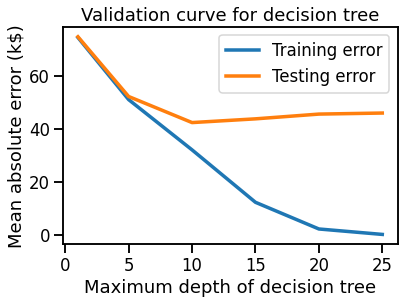 Validation curve for decision tree
Mean absolute error (k$)
Training error
Testing error
60
40
20
0
0 5 10 15 20 25
Maximum depth of decision tree